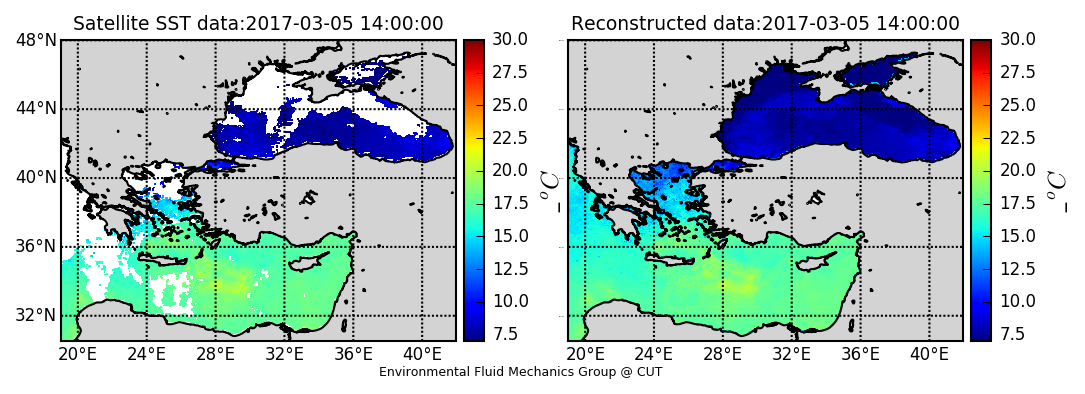 Satellite SST data:2017-03-05 14:00:00
48°N
44°N
40°N
36°N
32°N
20°E 24°E 28°E 32°E 36°E 40°E
30.0
27.5
25.0
22.5
20.0
17.5
15.0
12.5
10.0
7.5
_°C
Reconstructed data:2017-03-05 14:00:00
20°E 24°E 28°E 32°E 36°E 40°E
30.0
27.5
25.0
22.5
20.0
17.5
15.0
12.5
10.0
7.5
_°C
Environmental Fluid Mechanics Group @ CUT